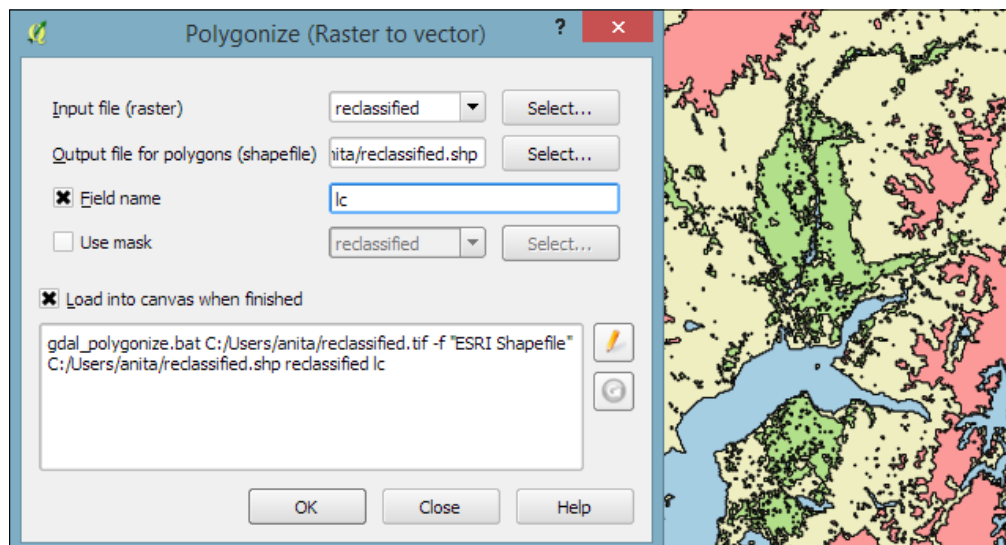 Polygonize (Raster to vector)
?
x
Input file (raster)
reclassified
Select...
Output file for polygons (shapefile)
nita/reclassified.shp
Select...
Field name
lc
Use mask
reclassified
Select...
Load into canvas when finished
gdal_polygonize.bat C:/Users/anita/reclassified.tif -f "ESRI Shapefile"
C:/Users/anita/reclassified.shp reclassified lc
OK
Close
Help